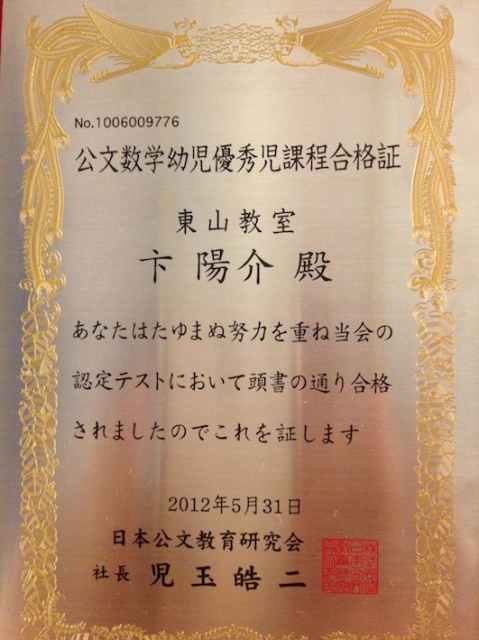 No.1006009776
公文数学幼児優秀児課程合格証
東山教室
卞陽介 殿
あなたはたゆまぬ努力を重ね当会の
認定テストにおいて頭書の通り合格
されましたのでこれを証します
2012年5月31日
日本公文教育研究会
社長 児玉皓二